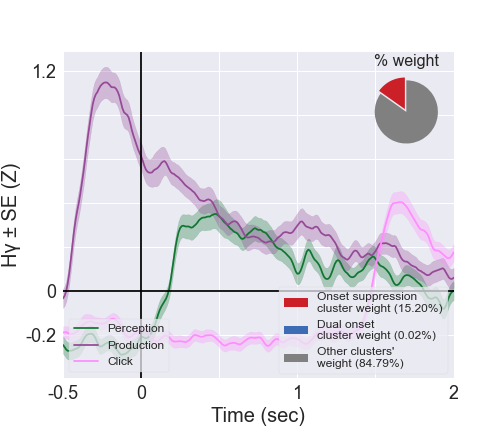 % weight
1.2
0
-0.2
Hγ ± SE (Z)
Perception
Production
Click
Onset suppression
cluster weight (15.20%)
Dual onset
cluster weight (0.02%)
Other clusters'
weight (84.79%)
-0.5
0
1
2
Time (sec)